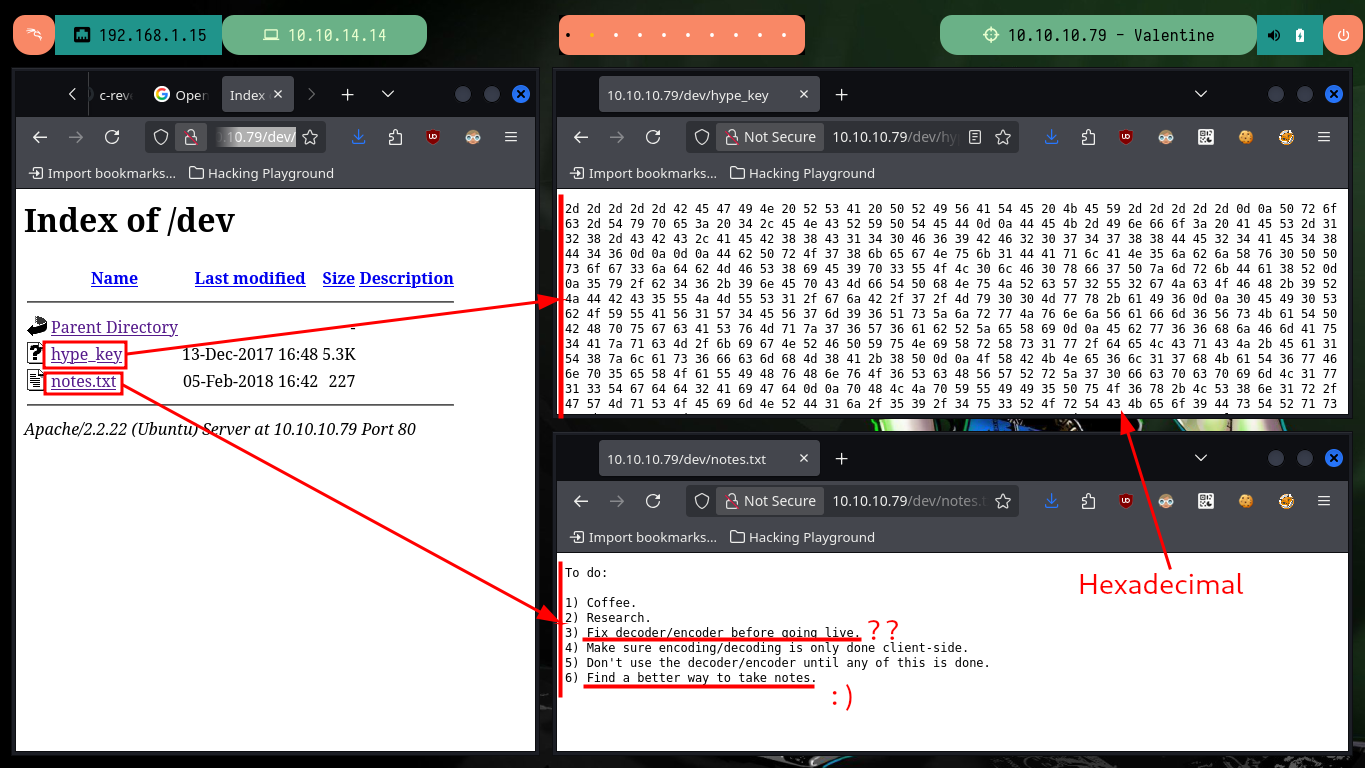 192.168.1.15
10.10.14.14
10.10.10.79 - Valentine
c-rev
Open
Index
.10.79/dev/
Import bookmarks...
Hacking Playground
Index of /dev
Name Last modified Size Description
Parent Directory -
hype_key 13-Dec-2017 16:48 5.3K
notes.txt 05-Feb-2018 16:42 227
Apache/2.2.22 (Ubuntu) Server at 10.10.10.79 Port 80
10.10.10.79/dev/hype_key
Not Secure
10.10.10.79/dev/hy
Import bookmarks...
Hacking Playground
2d 2d 2d 2d 2d 42 45 47 49 4e 20 52 53 41 20 50 52 49 56 41 54 45 20 4b 45 59 2d 2d 2d 2d 2d 0d 0a 50 72 6f
63 2d 54 79 70 65 3a 20 34 2c 45 4e 43 52 59 50 54 45 44 0d 0a 44 45 4b 2d 49 6e 66 6f 3a 20 41 45 53 2d 31
32 38 2d 43 42 43 2c 41 45 42 38 38 43 31 34 30 46 36 39 42 46 32 30 37 34 37 38 38 44 45 32 34 41 45 34 38
44 34 36 0d 0a 0d 0a 44 62 50 72 4f 37 38 6b 65 67 4e 75 6b 31 44 41 71 6c 41 4e 35 6a 62 6a 58 76 30 50 50
73 6f 67 33 6a 64 62 4d 46 53 38 69 45 39 70 33 55 4f 4c 30 6c 46 30 78 66 37 50 7a 6d 72 6b 44 61 38 52 0d
0a 35 79 2f 62 34 36 2b 39 6e 45 70 43 4d 66 54 50 68 4e 75 4a 52 63 57 32 55 32 67 4a 63 4f 46 48 2b 39 52
4a 44 42 43 35 55 4a 4d 55 53 31 2f 67 6a 42 2f 37 2f 4d 79 30 30 4d 77 78 2b 61 49 36 0d 0a 30 45 49 30 53
62 4f 59 55 41 56 31 57 34 45 56 37 6d 39 36 51 73 5a 6a 72 77 4a 76 6e 6a 56 61 66 6d 36 56 73 4b 61 54 50
42 48 70 75 67 63 41 53 76 4d 71 7a 37 36 57 36 61 62 52 5a 65 58 69 0d 0a 45 62 77 36 36 68 6a 46 6d 41 75
34 41 7a 71 63 4d 2f 6b 69 67 4e 52 46 50 59 75 4e 69 58 72 58 73 31 77 2f 64 65 4c 43 71 43 4a 2b 45 61 31
54 38 7a 6c 61 73 36 66 63 6d 68 4d 38 41 2b 38 50 0d 0a 4f 58 42 4b 4e 65 36 6c 31 37 68 4b 61 54 36 77 46
6e 70 35 65 58 4f 61 55 49 48 76 48 6e 76 4f 36 53 63 48 56 57 52 72 5a 37 30 66 63 70 63 70 69 6d 4c 31 77
31 33 54 67 64 64 32 41 69 47 64 0d 0a 70 48 4c 4a 70 59 55 49 49 35 50 75 4f 36 78 2b 4c 53 38 6e 31 72 2f
47 57 4d 71 53 4f 45 69 6d 4e 52 44 31 6a 2f 35 39 2f 34 75 33 52 4f 72 54 43 4b 65 6f 39 44 73 54 52 71 73
10.10.10.79/dev/notes.txt
Not Secure
10.10.10.79/dev/notes.t
Import bookmarks...
Hacking Playground
To do:
1) Coffee.
2) Research.
3) Fix decoder/encoder before going live. ??
4) Make sure encoding/decoding is only done client-side.
5) Don't use the decoder/encoder until any of this is done.
6) Find a better way to take notes.
:)
Hexadecimal